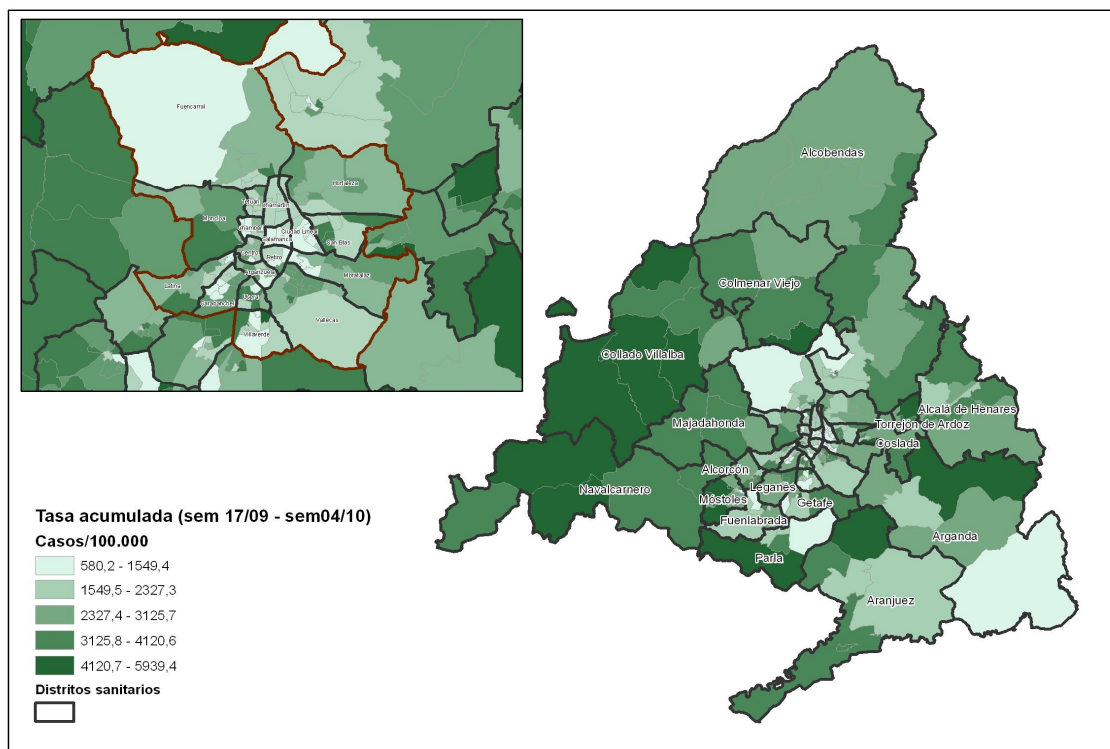 Fuencarral
Hortaleza
Tetuán
Chamartín
Moncloa
Chamberí
Ciudad Lineal
Salamanca
San Blas
Centro
Retiro
Arganzuela
Moratalaz
Latina
Carabanchel
Usera
Vallecas
Villaverde
Alcobendas
Colmenar Viejo
Collado Villalba
Majadahonda
Alcalá de Henares
Torrejón de Ardoz
Coslada
Alcorcón
Navalcarnero
Leganés
Móstoles
Getafe
Fuenlabrada
Arganda
Parla
Aranjuez
Tasa acumulada (sem 17/09 - sem04/10)
Casos/100.000
580,2 - 1549,4
1549,5 - 2327,3
2327,4 - 3125,7
3125,8 - 4120,6
4120,7 - 5939,4
Distritos sanitarios